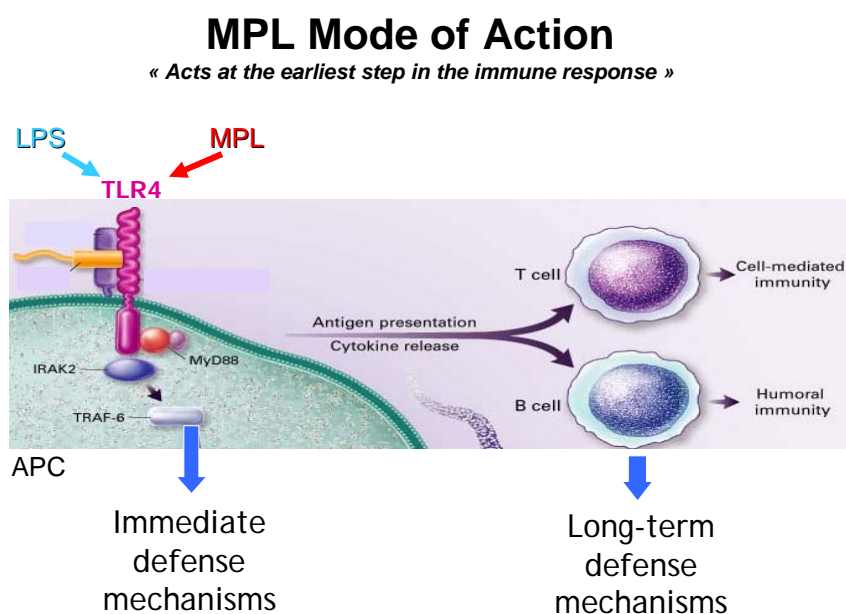 MPL Mode of Action
« Acts at the earliest step in the immune response »
LPS
MPL
TLR4
T cell
Cell-mediated
immunity
Antigen presentation
Cytokine release
MyD88
IRAK2
TRAF-6
B cell
Humoral
immunity
APC
Immediate
defense
mechanisms
Long-term
defense
mechanisms